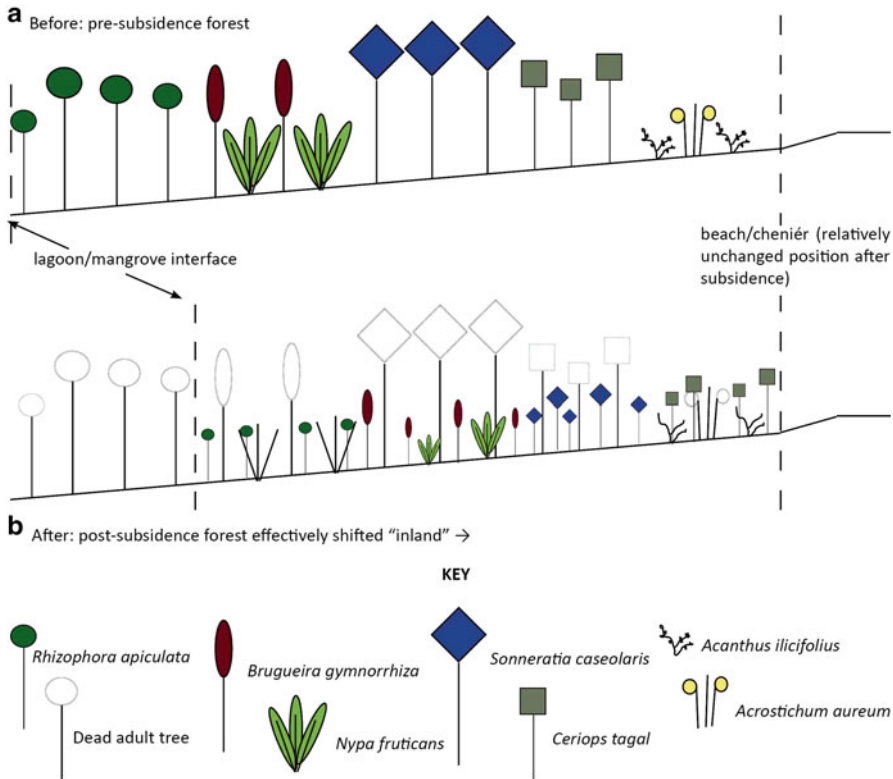 a Before: pre-subsidence forest
lagoon/mangrove interface
beach/cheniér (relatively
unchanged position after
subsidence)
b After: post-subsidence forest effectively shifted “inland” →
KEY
Rhizophora apiculata
Brugueira gymnorrhiza
Sonneratia caseolaris
Acanthus ilicifolius
Dead adult tree
Nypa fruticans
Ceriops tagal
Acrostichum aureum